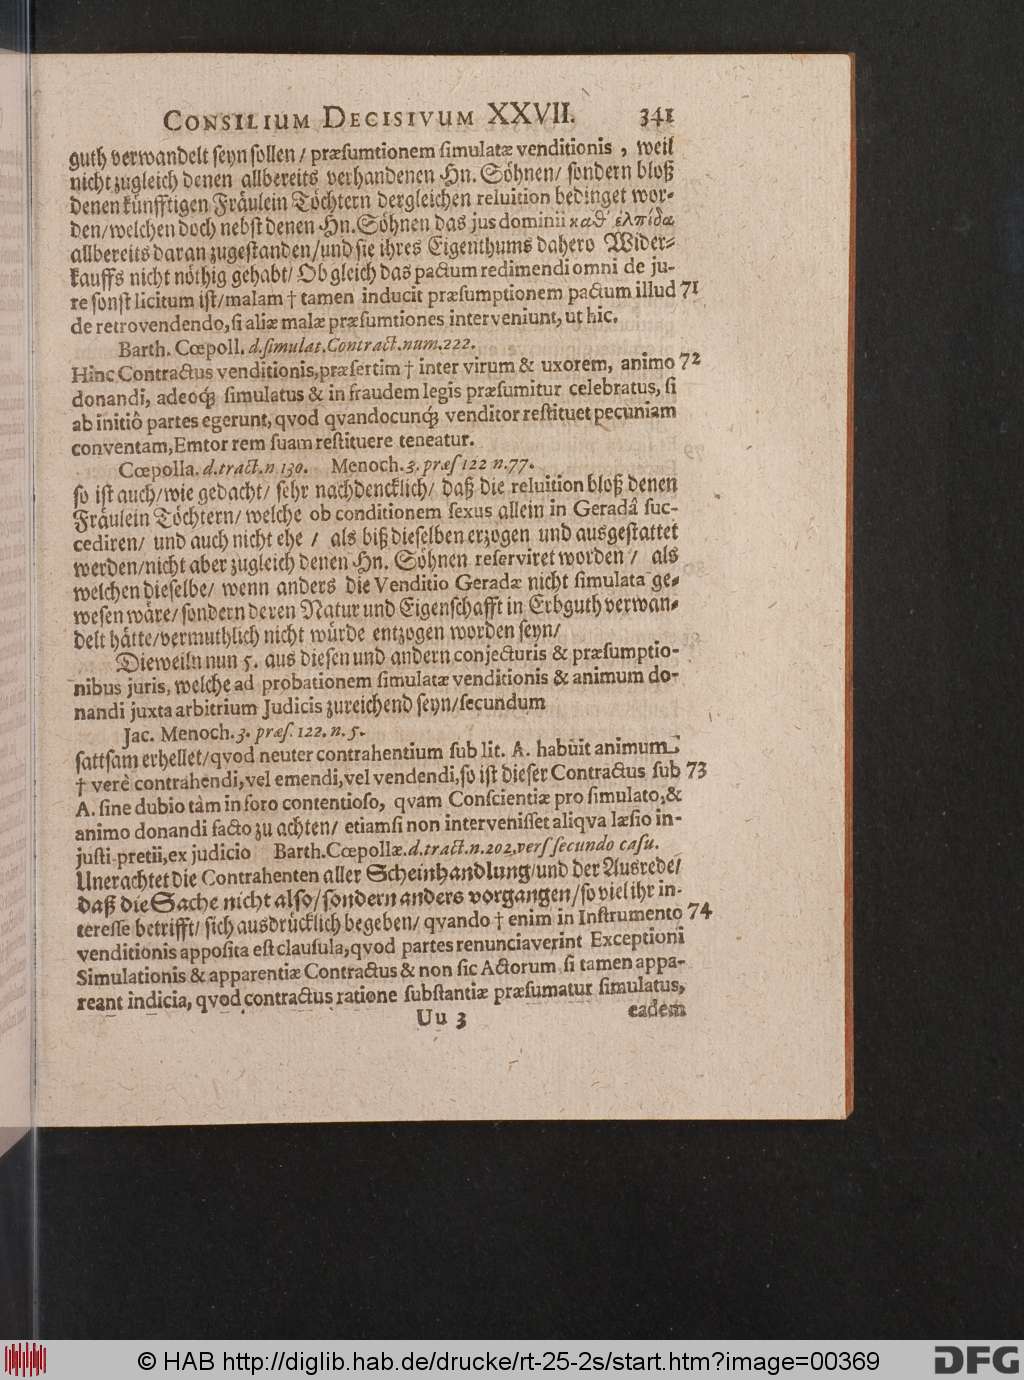 CONSILIUM DECISIVUM XXVII. 341
guth verwandelt seyn sollen / præsumtionem simulatæ venditionis, weil
nicht zugleich denen allbereits verhandenen Hn. Söhnen / sondern bloß
denen künfftigen Fräulein Töchtern dergleichen reluition bedinget wor-
den / welchen doch nebst denen Hn. Söhnen das jus dominii καθ' ἐλπίδα
allbereits daran zugestanden / und sie ihres Eigenthums dahero Wider-
kauffs nicht nöthig gehabt / Ob gleich das pactum redimendi omni de ju-
re sonst licitum ist / malam † tamen inducit præsumptionem pactum illud 71
de retrovendendo, si aliæ malæ præsumtiones interveniunt, ut hic.
Barth. Cœpoll. d. simulat. Contract. num. 222.
Hinc Contractus venditionis, præsertim † inter virum & uxorem, animo 72
donandi, adeoq; simulatus & in fraudem legis præsumitur celebratus, si
ab initiô partes egerunt, qvod qvandocunq; venditor restituet pecuniam
conventam, Emtor rem suam restituere teneatur.
Cœpolla. d. tract. n. 130. Menoch. 3. præs 122 n. 77.
so ist auch / wie gedacht / sehr nachdencklich / daß die reluition bloß denen
Fräulein Töchtern / welche ob conditionem sexus allein in Geradâ suc-
cediren / und auch nicht ehe / als biß dieselben erzogen und ausgestattet
werden / nicht aber zugleich denen Hn. Söhnen reserviret worden / als
welchen dieselbe / wenn anders die Venditio Geradæ nicht simulata ge-
wesen wäre / sondern deren Natur und Eigenschafft in Erbguth verwan-
delt hätte / vermuthlich nicht würde entzogen worden seyn /
Dieweiln nun 5. aus diesen und andern conjecturis & præsumptio-
nibus juris, welche ad probationem simulatæ venditionis & animum do-
nandi juxta arbitrium Judicis zureichend seyn / secundum
Jac. Menoch. 3. præs. 122. n. 5.
sattsam erhellet / qvod neuter contrahentium sub lit. A. habuit animum
† verè contrahendi, vel emendi, vel vendendi, so ist dieser Contractus sub 73
A. sine dubio tàm in foro contentioso, qvam Conscientiæ pro simulato, &
animo donandi facto zu achten / etiamsi non intervenisset aliqva læsio in-
justi pretii, ex judicio Barth. Cœpollæ. d. tract. n. 202. vers secundo casu.
Unerachtet die Contrahenten aller Scheinhandlung / und der Ausrede /
daß die Sache nicht also / sondern anders vorgangen / so viel ihr in-
teresse betrifft / sich ausdrücklich begeben / qvando † enim in Instrumento 74
venditionis apposita est clausula, qvod partes renunciaverint Exceptioni
Simulationis & apparentiæ Contractus & non sic Actorum si tamen appa-
reant indicia, qvod contractus ratione substantiæ præsumatur simulatus,
Uu 3 eadem
© HAB http://diglib.hab.de/drucke/rt-25-2s/start.htm?image=00369
DFG